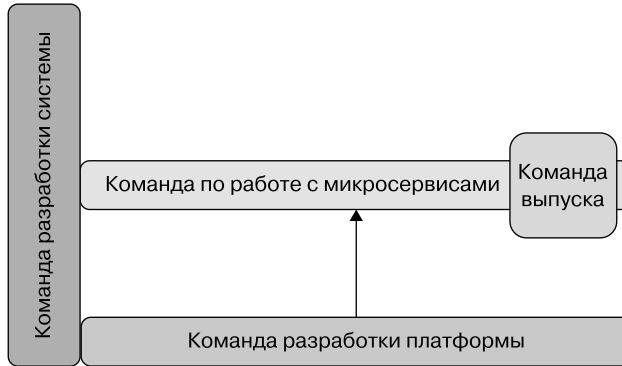 Команда разработки системы
Команда по работе с микросервисами
Команда
выпуска
Команда разработки платформы